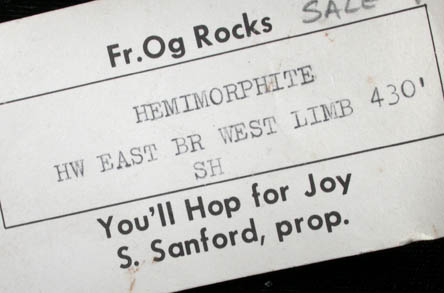 SALE
Fr.Og Rocks
HEMIMORPHITE
HW EAST BR WEST LIMB 430'
SH
You'll Hop for Joy
S. Sanford, prop.